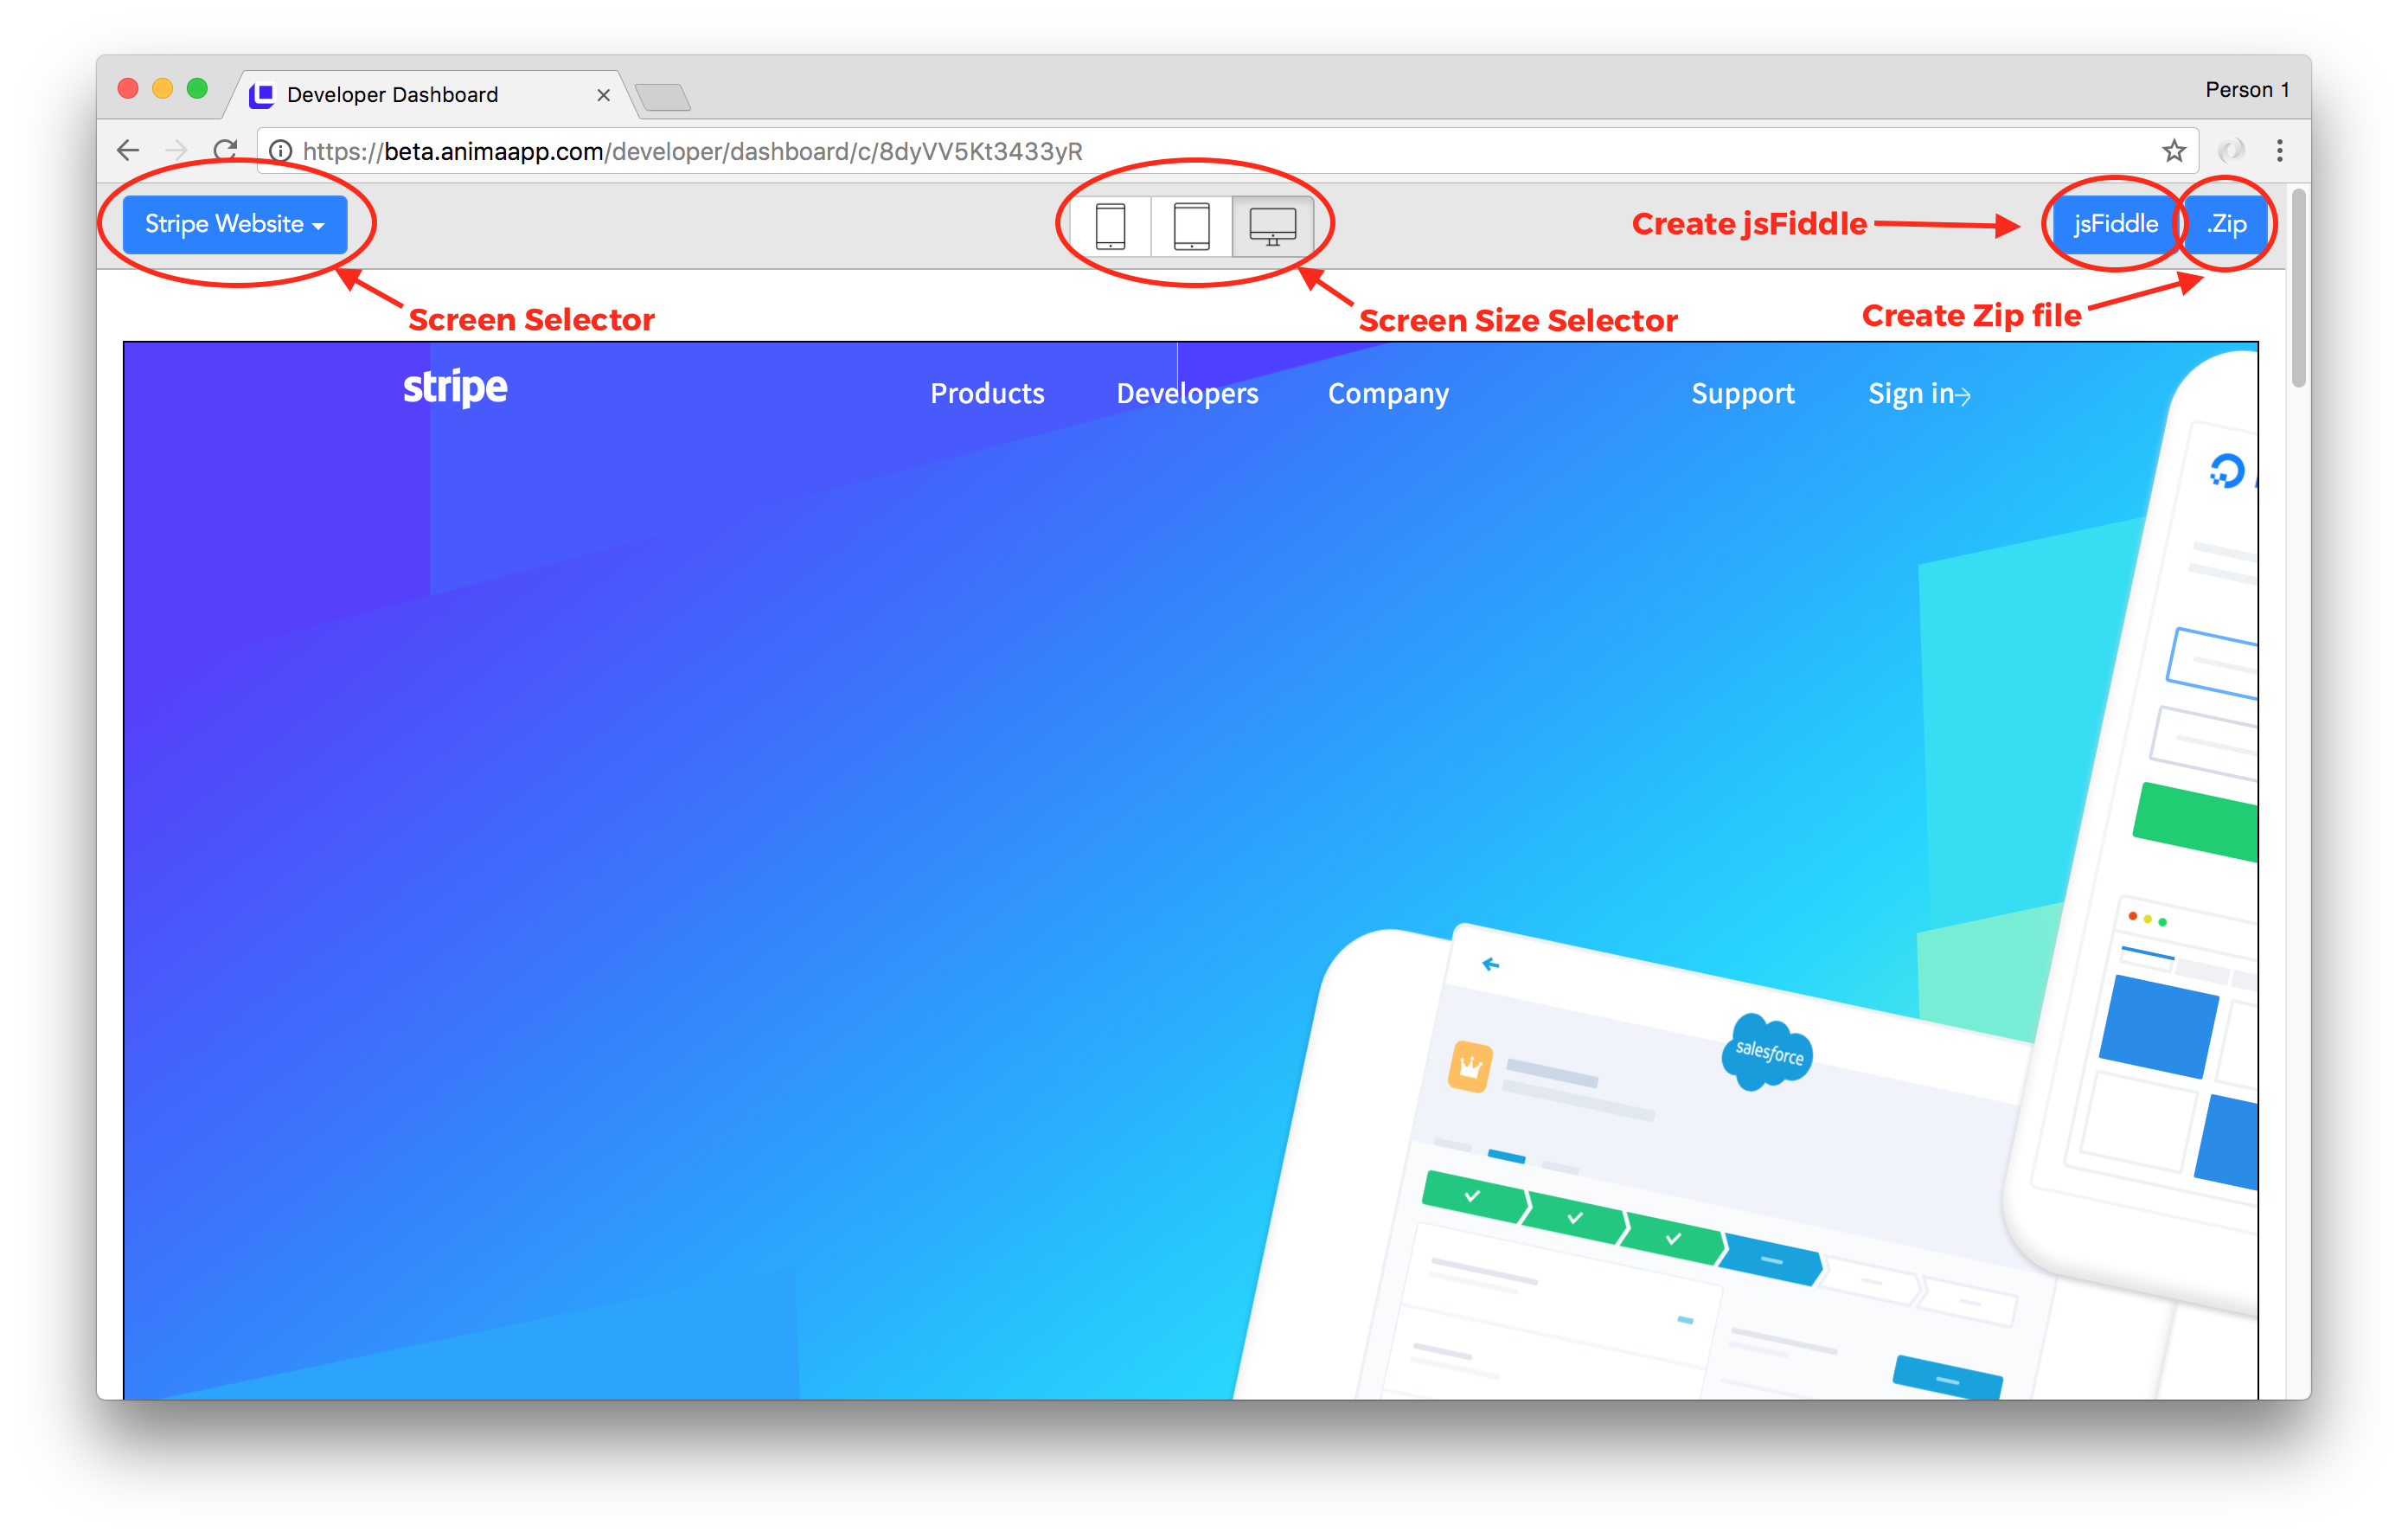 Developer Dashboard
Person 1
https://beta.animaapp.com/developer/dashboard/c/8dyVV5Kt3433yR
Stripe Website
Create jsFiddle
jsFiddle
.Zip
Screen Selector
Screen Size Selector
Create Zip file
stripe
Products
Developers
Company
Support
Sign in
salesforce